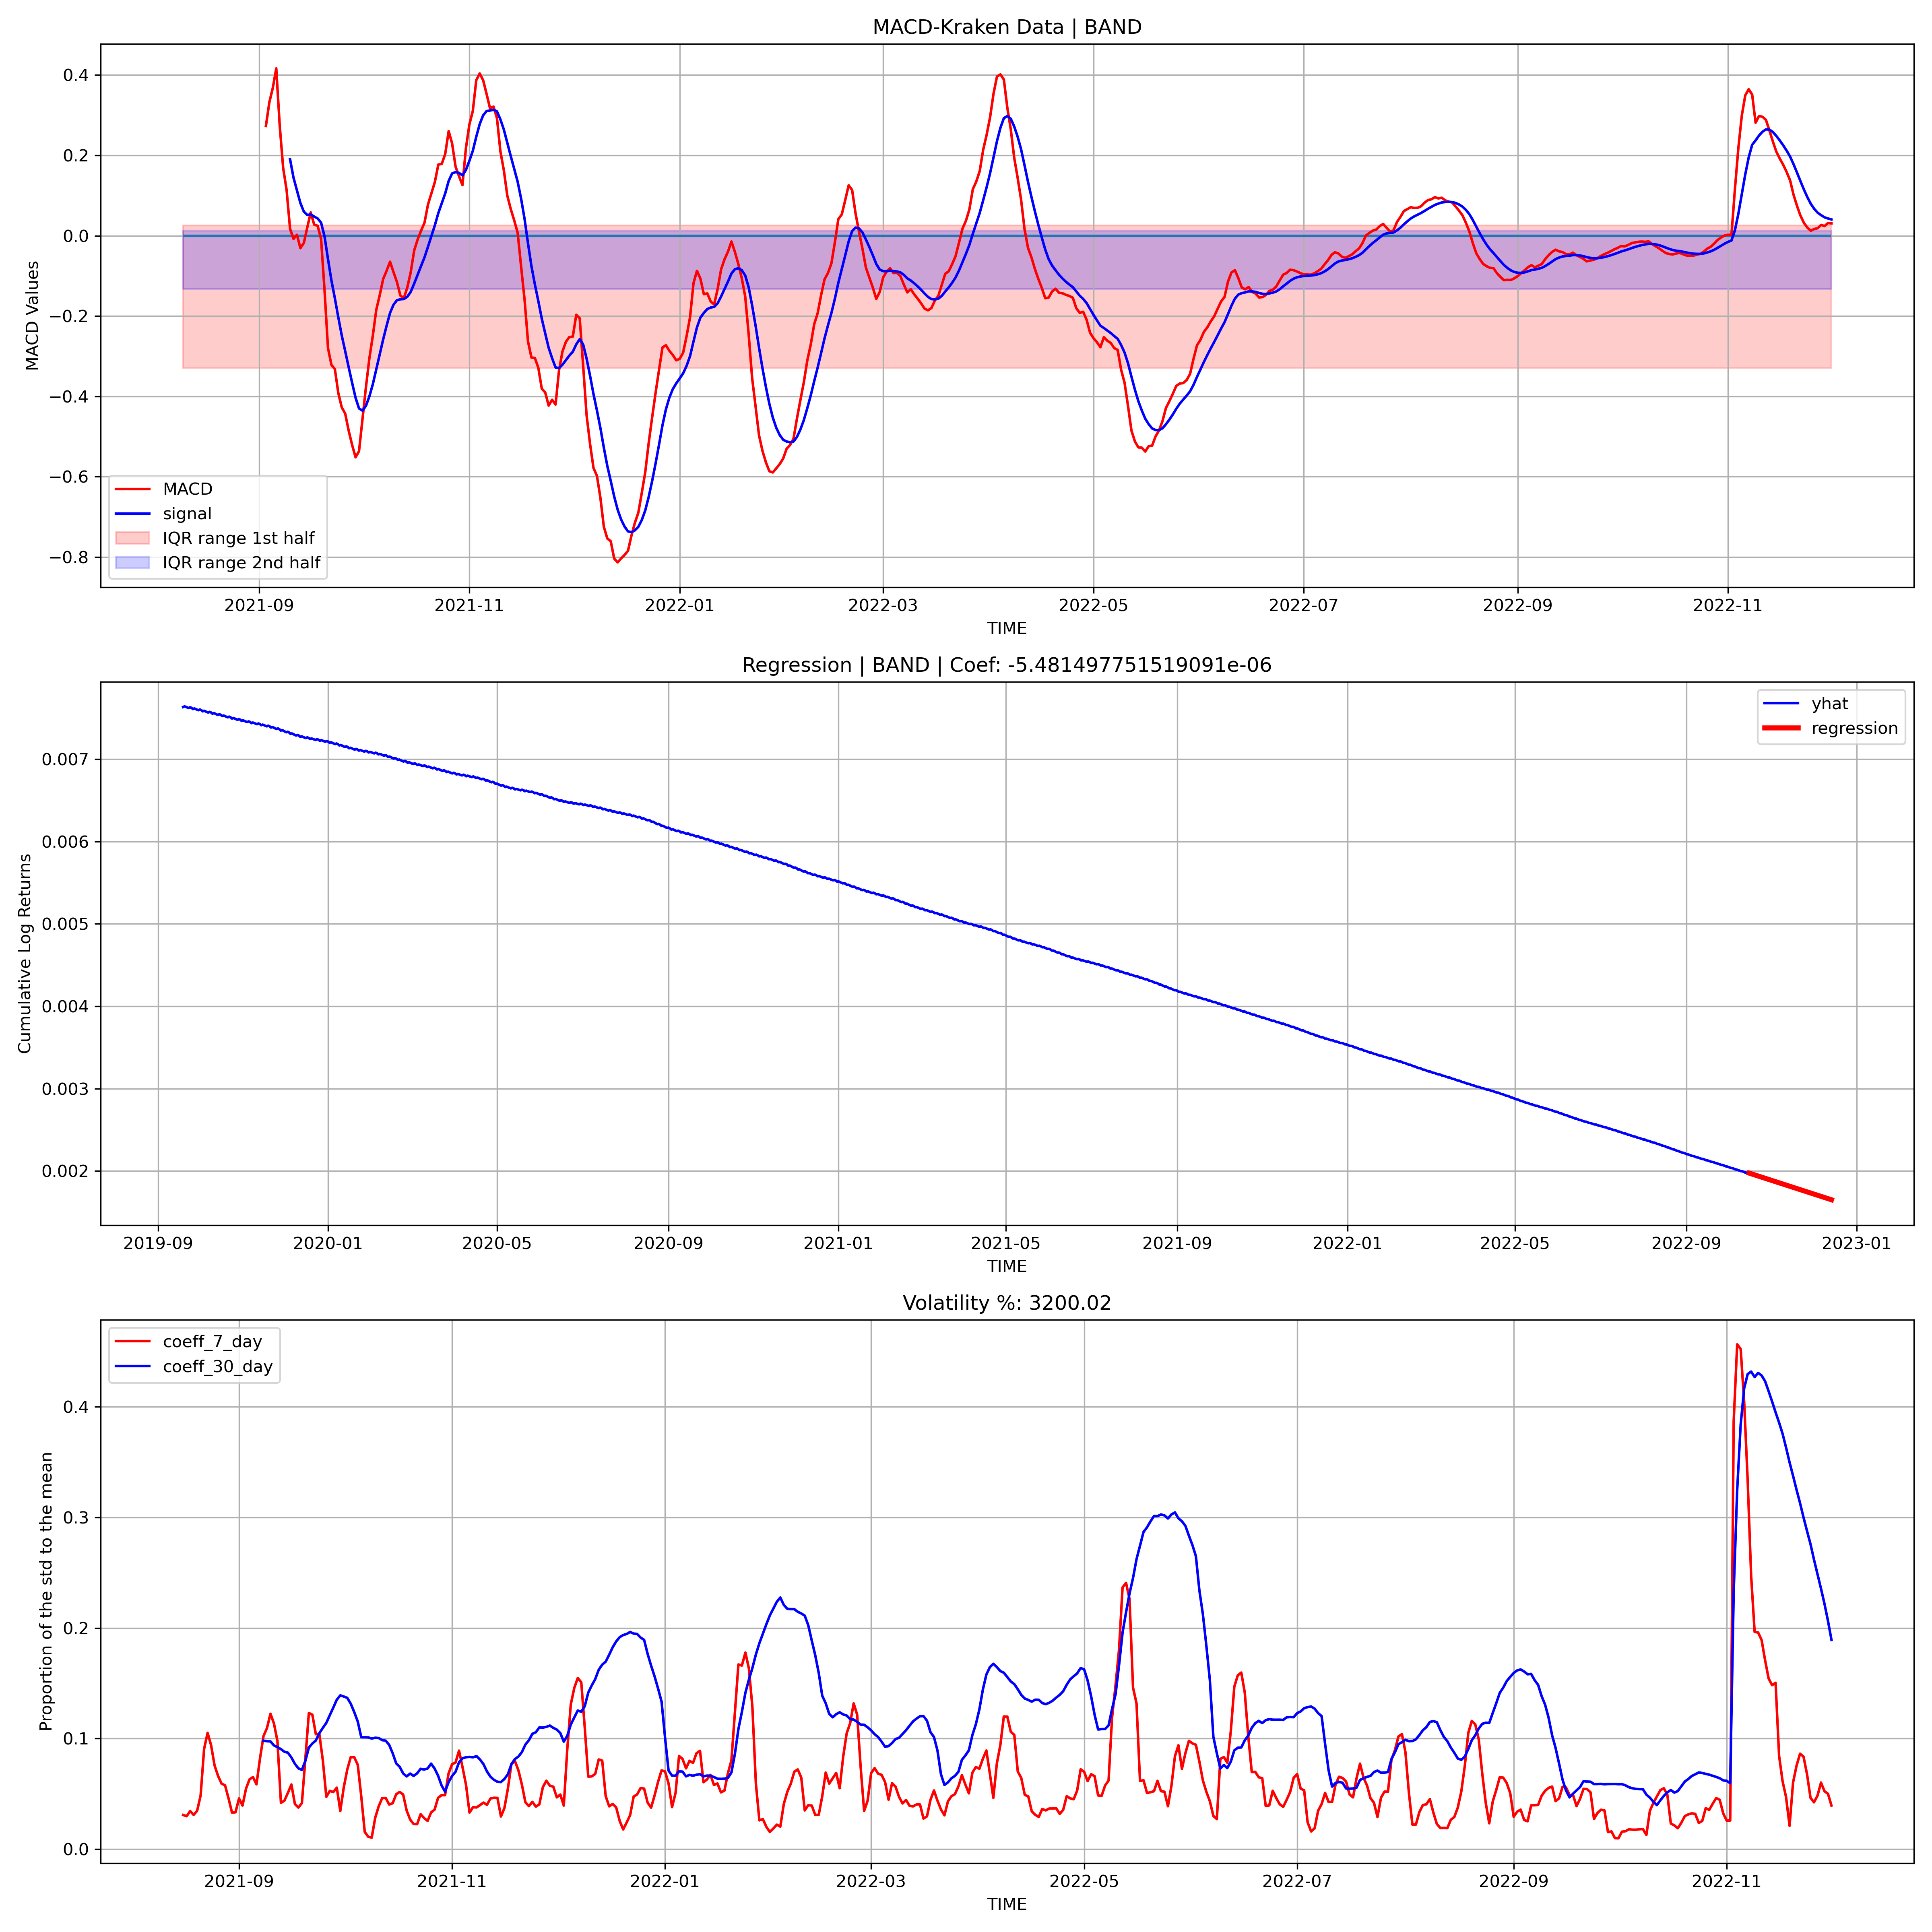 MACD-Kraken Data | BAND
MACD Values
0.4
0.2
0.0
−0.2
−0.4
−0.6
−0.8
MACD
signal
IQR range 1st half
IQR range 2nd half
2021-09 2021-11 2022-01 2022-03 2022-05 2022-07 2022-09 2022-11
TIME
Regression | BAND | Coef: -5.481497751519091e-06
Cumulative Log Returns
yhat
regression
0.007
0.006
0.005
0.004
0.003
0.002
2019-09 2020-01 2020-05 2020-09 2021-01 2021-05 2021-09 2022-01 2022-05 2022-09 2023-01
TIME
Volatility %: 3200.02
Proportion of the std to the mean
coeff_7_day
coeff_30_day
0.4
0.3
0.2
0.1
0.0
2021-09 2021-11 2022-01 2022-03 2022-05 2022-07 2022-09 2022-11
TIME